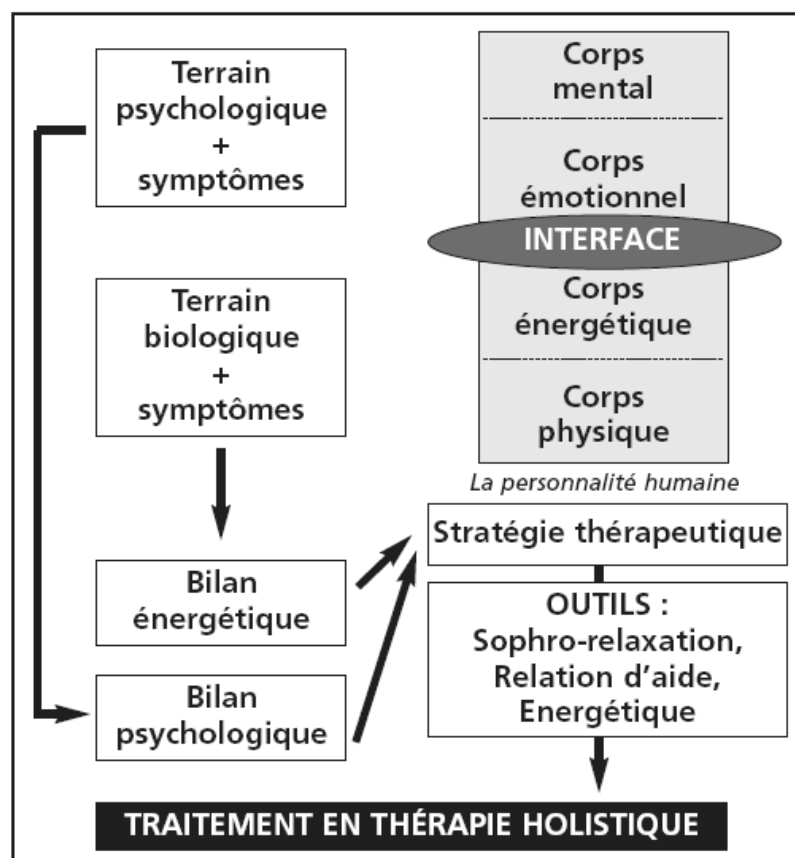 Terrain
psychologique
+
symptômes
Terrain
biologique
+
symptômes
Bilan
énergétique
Bilan
psychologique
Corps
mental
Corps
émotionnel
INTERFACE
Corps
énergétique
Corps
physique
La personnalité humaine
Stratégie thérapeutique
OUTILS :
Sophro-relaxation,
Relation d'aide,
Energétique
TRAITEMENT EN THÉRAPIE HOLISTIQUE